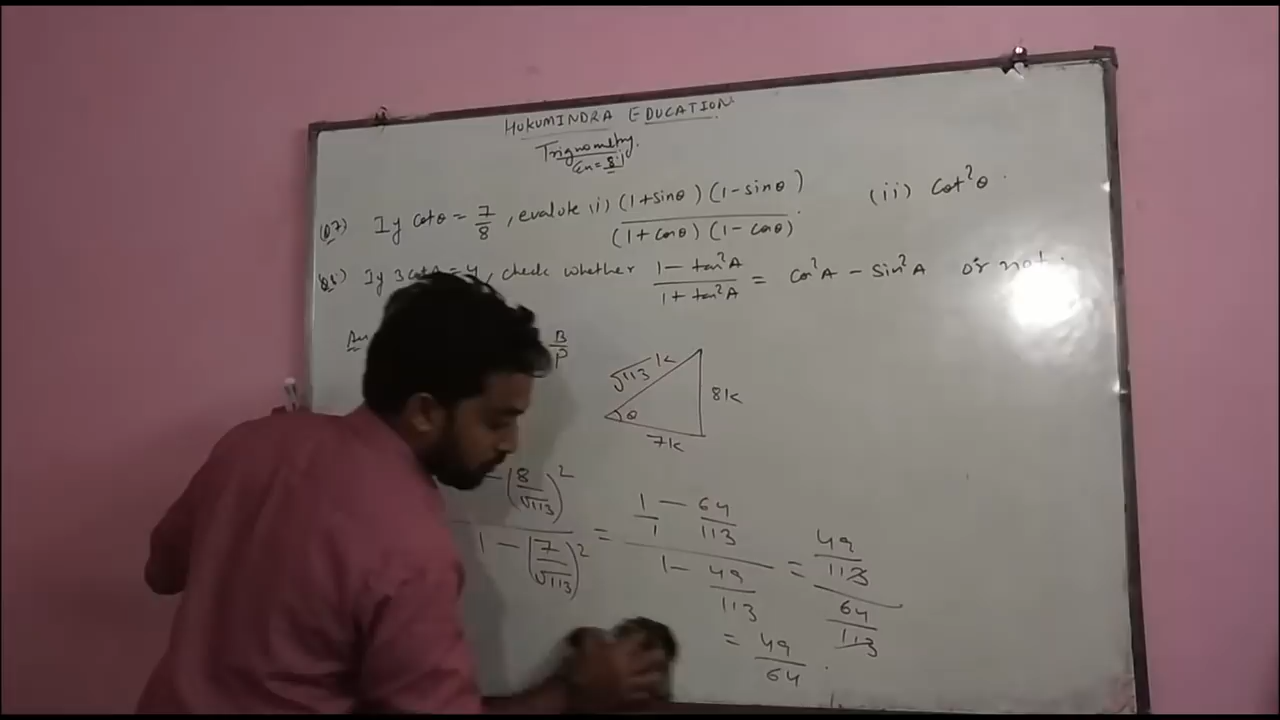 HUKUMINDRA EDUCATION
Trignometry.
Ex = 8.1
(Q7) If cotθ = 7/8, evalute (i) (1+sinθ)(1-sinθ)/(1+cosθ)(1-cosθ). (ii) cot²θ.
Q8.) If 3cotA = 4, check whether 1-tan²A/1+tan²A = cos²A - sin²A or not.
Ans
B/P
√113 k
θ
8k
7k
- (8/√113)² / 1 - (7/√113)² = 1/1 - 64/113 / 1 - 49/113 = 49/113 / 64/113
= 49/64.